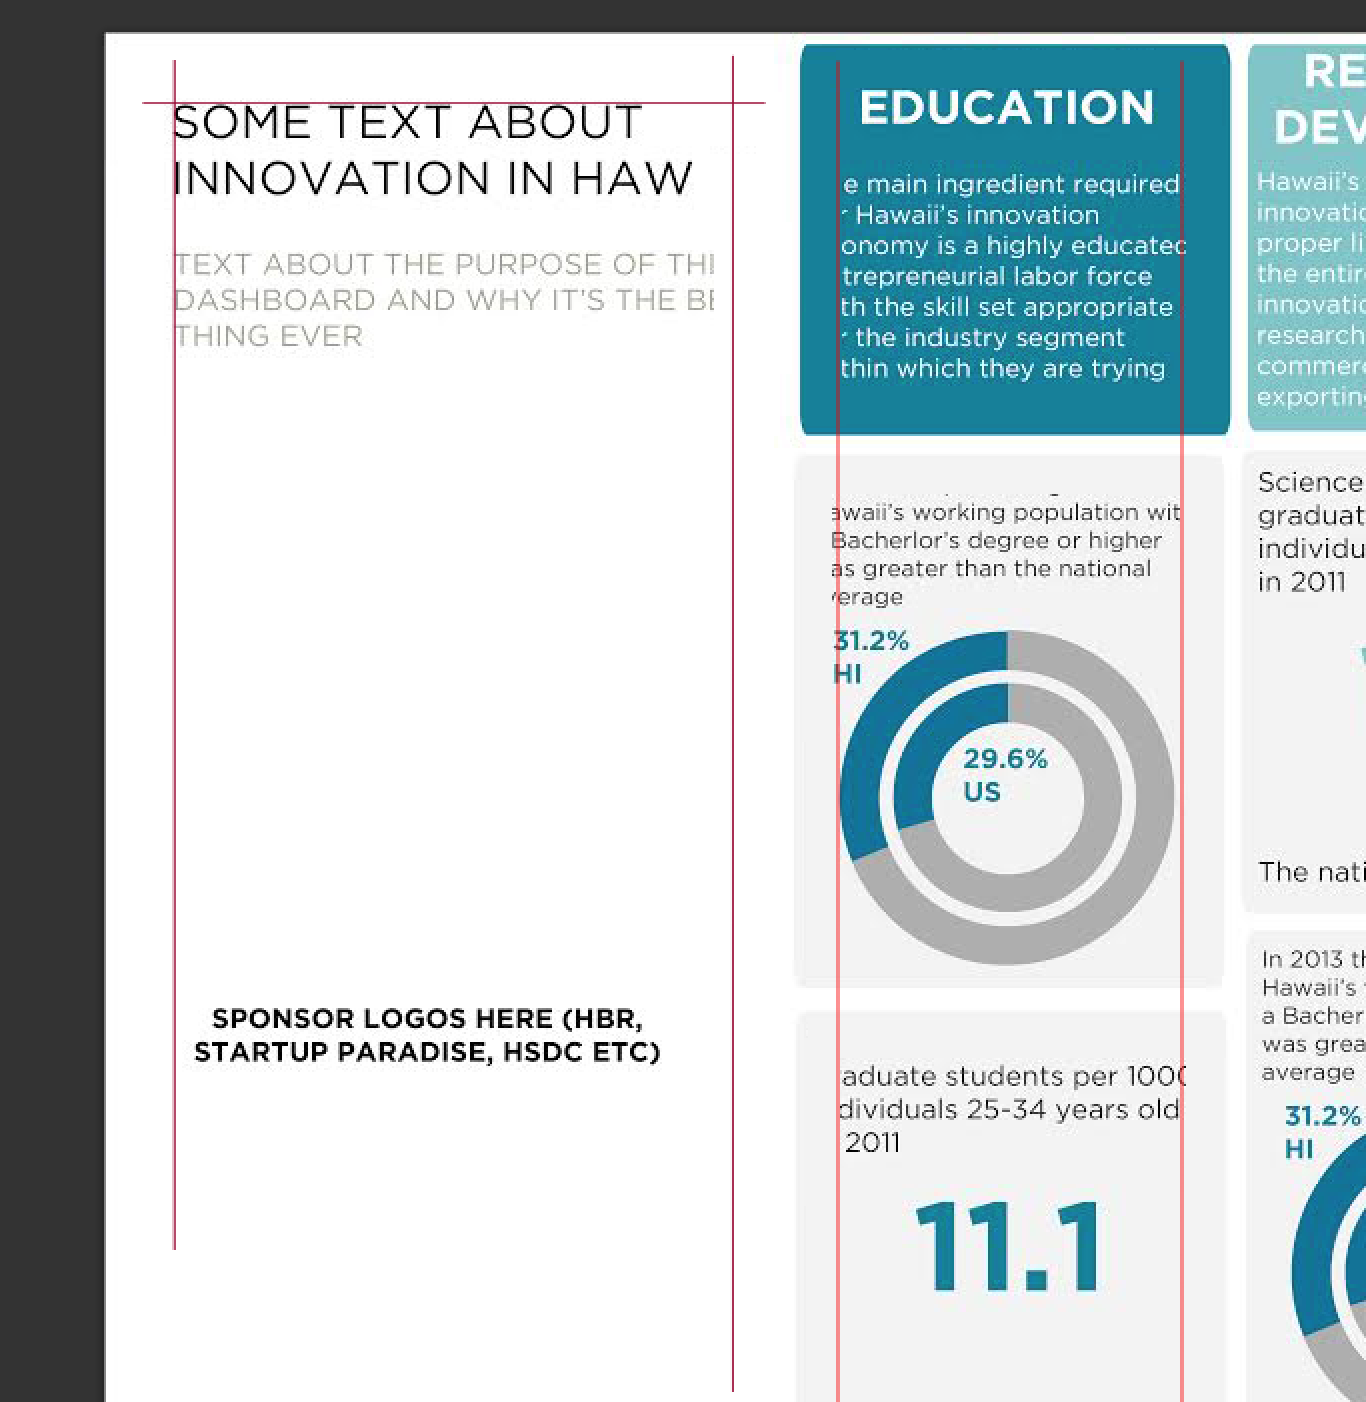 SOME TEXT ABOUT
INNOVATION IN HAW
TEXT ABOUT THE PURPOSE OF THI
DASHBOARD AND WHY IT'S THE BE
THING EVER
SPONSOR LOGOS HERE (HBR,
STARTUP PARADISE, HSDC ETC)
EDUCATION
e main ingredient required
Hawaii's innovation
onomy is a highly educated
trepreneurial labor force
th the skill set appropriate
the industry segment
thin which they are trying
awaii's working population wit
Bacherlor's degree or higher
as greater than the national
verage
31.2%
HI
29.6%
US
aduate students per 1000
dividuals 25-34 years old
2011
11.1
RE
DEV
Hawaii's
innovatio
proper li
the entir
innovatio
research
commerc
exporting
Science
graduat
individu
in 2011
The nati
In 2013 th
Hawaii's
a Bacher
was grea
average
31.2%
HI